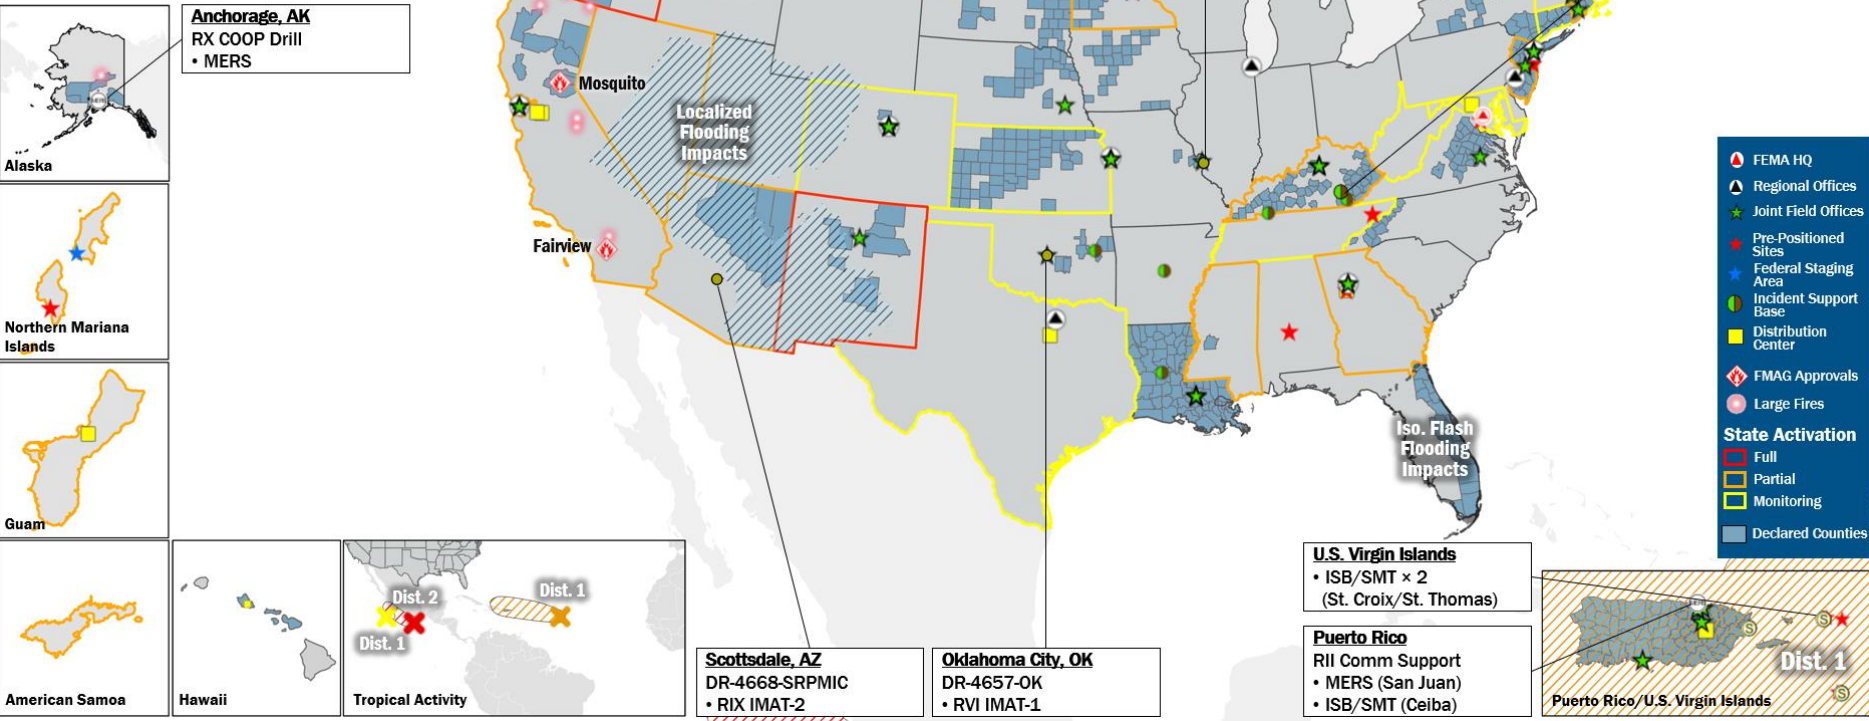 Anchorage, AK
RX COOP Drill
• MERS
Alaska
Northern Mariana
Islands
Guam
American Samoa
Hawaii
Dist. 2
Dist. 1
Dist. 1
Tropical Activity
Mosquito
Fairview
Localized
Flooding
Impacts
Iso. Flash
Flooding
Impacts
Scottsdale, AZ
DR-4668-SRPMIC
• RIX IMAT-2
Oklahoma City, OK
DR-4657-OK
• RVI IMAT-1
U.S. Virgin Islands
• ISB/SMT × 2
(St. Croix/St. Thomas)
Puerto Rico
RII Comm Support
• MERS (San Juan)
• ISB/SMT (Ceiba)
S
S
S
Dist. 1
Puerto Rico/U.S. Virgin Islands
FEMA HQ
Regional Offices
Joint Field Offices
Pre-Positioned
Sites
Federal Staging
Area
Incident Support
Base
Distribution
Center
FMAG Approvals
Large Fires
State Activation
Full
Partial
Monitoring
Declared Counties